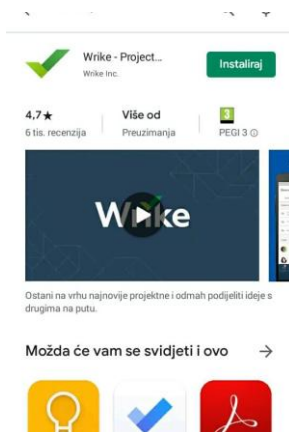 Wrike - Project...
Wrike Inc.
Instaliraj
4,7★
Više od
3
6 tis. recenzija
Preuzimanja
PEGI 3
Wrike
Ostani na vrhu najnovije projektne i odmah podijeliti ideje s
drugima na putu.
Možda će vam se svidjeti i ovo